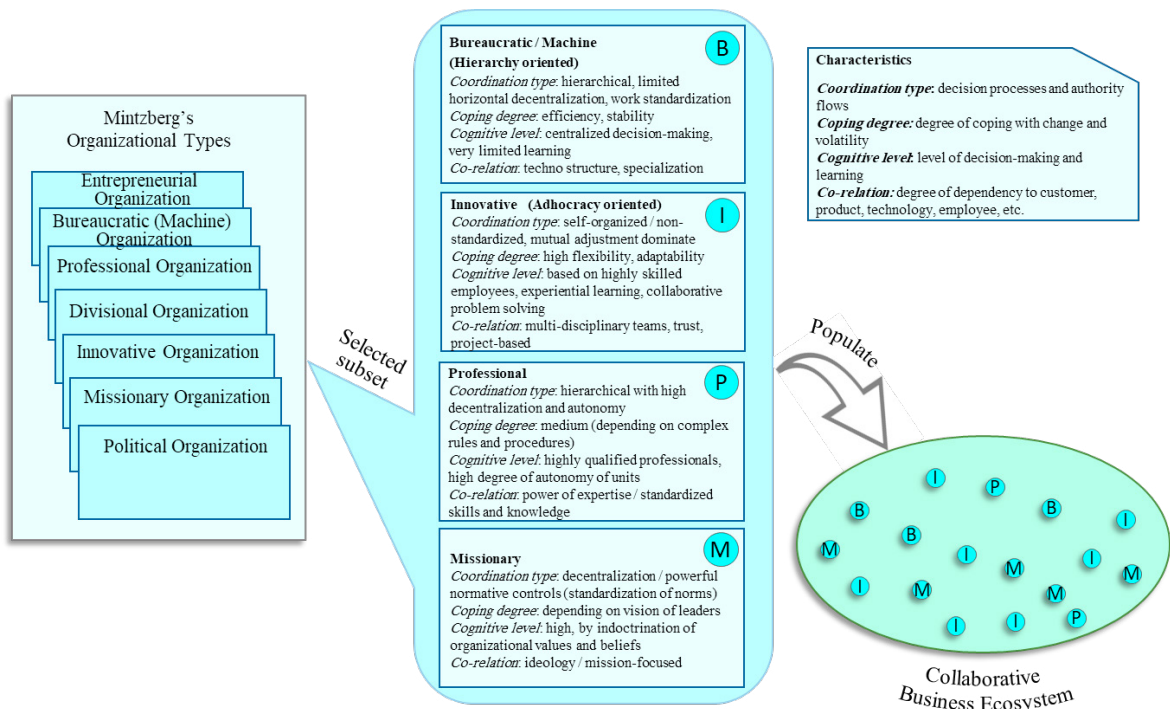 Mintzberg's
Organizational Types
Entrepreneurial
Organization
Bureaucratic (Machine)
Organization
Professional Organization
Divisional Organization
Innovative Organization
Missionary Organization
Political Organization
Selected
subset
Bureaucratic / Machine
(Hierarchy oriented)
B
Coordination type: hierarchical, limited
horizontal decentralization, work standardization
Coping degree: efficiency, stability
Cognitive level: centralized decision-making,
very limited learning
Co-relation: techno structure, specialization
Innovative (Adhocracy oriented)
I
Coordination type: self-organized / non-
standardized, mutual adjustment dominate
Coping degree: high flexibility, adaptability
Cognitive level: based on highly skilled
employees, experiential learning, collaborative
problem solving
Co-relation: multi-disciplinary teams, trust,
project-based
Professional
P
Coordination type: hierarchical with high
decentralization and autonomy
Coping degree: medium (depending on complex
rules and procedures)
Cognitive level: highly qualified professionals,
high degree of autonomy of units
Co-relation: power of expertise / standardized
skills and knowledge
Missionary
M
Coordination type: decentralization / powerful
normative controls (standardization of norms)
Coping degree: depending on vision of leaders
Cognitive level: high, by indoctrination of
organizational values and beliefs
Co-relation: ideology / mission-focused
Characteristics
Coordination type: decision processes and authority
flows
Coping degree: degree of coping with change and
volatility
Cognitive level: level of decision-making and
learning
Co-relation: degree of dependency to customer,
product, technology, employee, etc.
Populate
I
P
B
B
I
B
M
I
I
M
M
I
M
M
I
I
P
Collaborative
Business Ecosystem